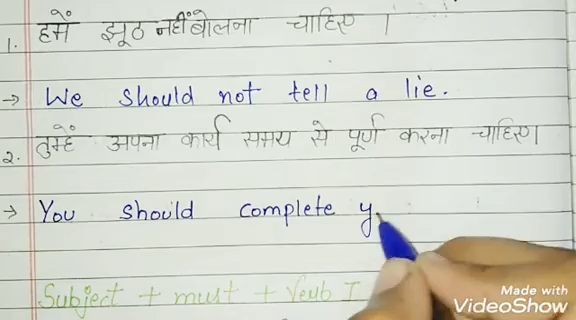 1. हमें झूठ नहीं बोलना चाहिए ।
→ We should not tell a lie.
2. तुम्हें अपना कार्य समय से पूर्ण करना चाहिए।
→ You should complete y
Subject + must + Verb I
Made with
VideoShow